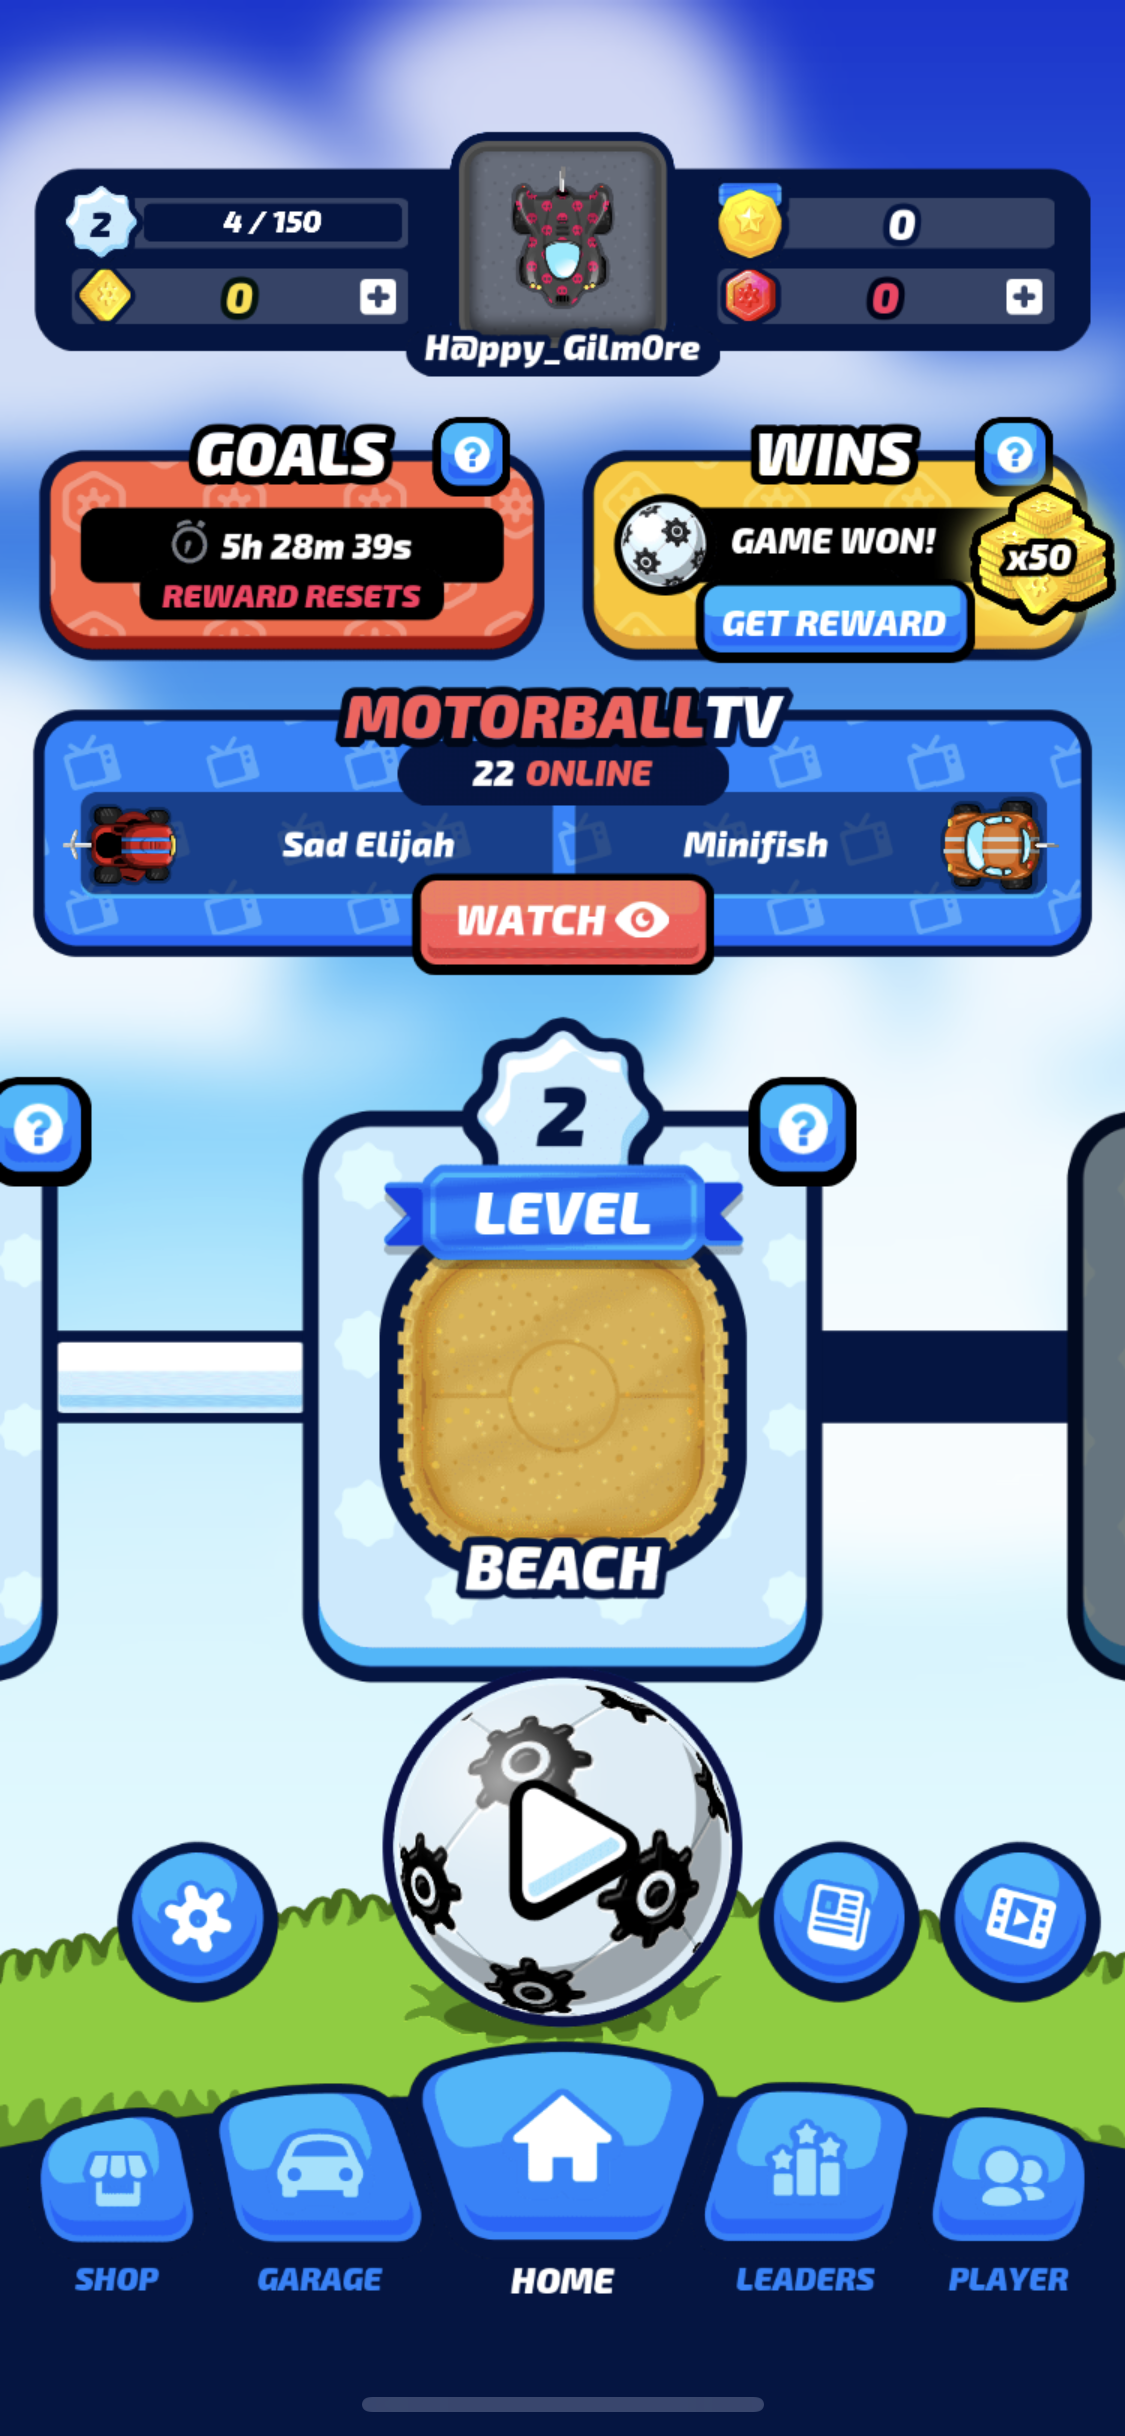 2
4 / 150
0
0
0
H@ppy_Gilm0re
GOALS
?
WINS
?
5h 28m 39s
REWARD RESETS
GAME WON!
x50
GET REWARD
MOTORBALLTV
22 ONLINE
Sad Elijah
Minifish
WATCH
?
2
?
LEVEL
BEACH
SHOP
GARAGE
HOME
LEADERS
PLAYER